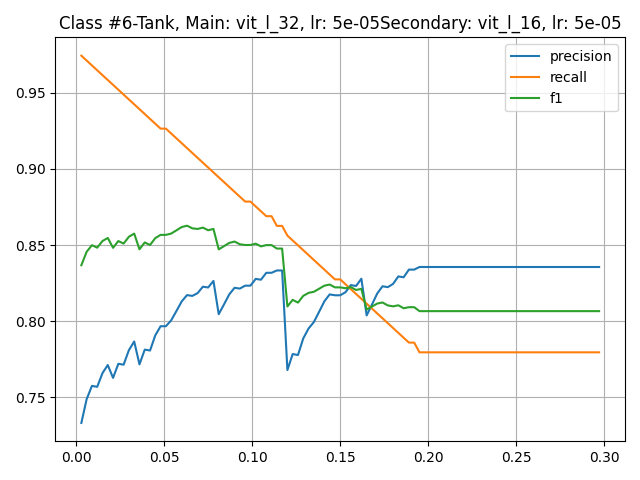 Class #6-Tank, Main: vit_l_32, lr: 5e-05Secondary: vit_l_16, lr: 5e-05
precision
recall
f1
0.95
0.90
0.85
0.80
0.75
0.00 0.05 0.10 0.15 0.20 0.25 0.30